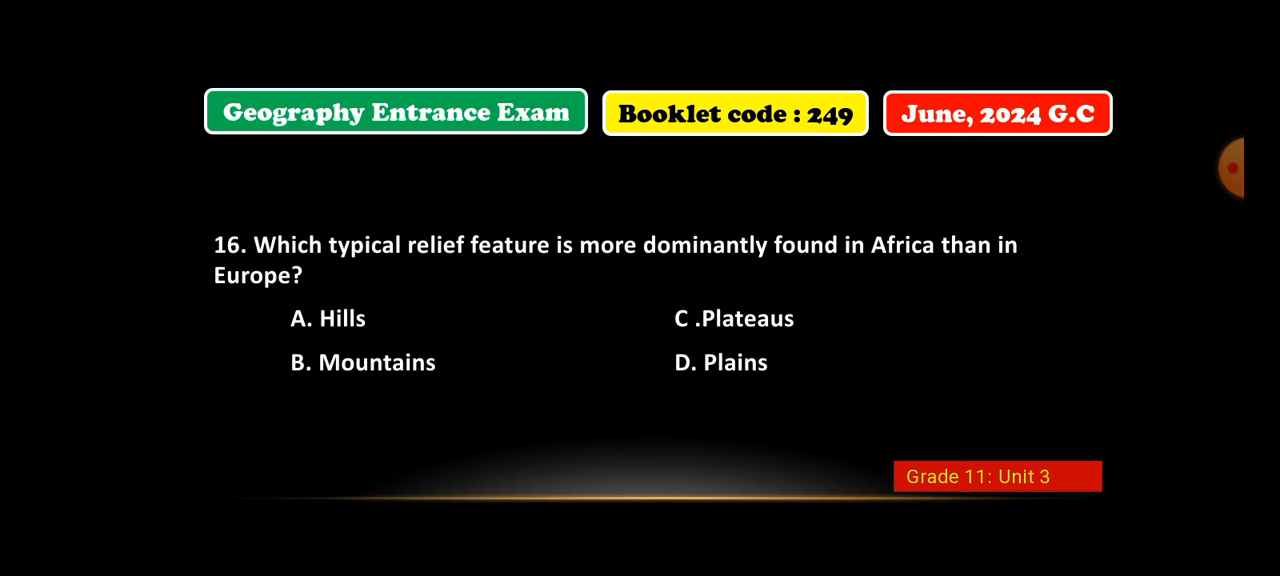 Geography Entrance Exam
Booklet code : 249
June, 2024 G.C
16. Which typical relief feature is more dominantly found in Africa than in
Europe?
A. Hills
C .Plateaus
B. Mountains
D. Plains
Grade 11: Unit 3